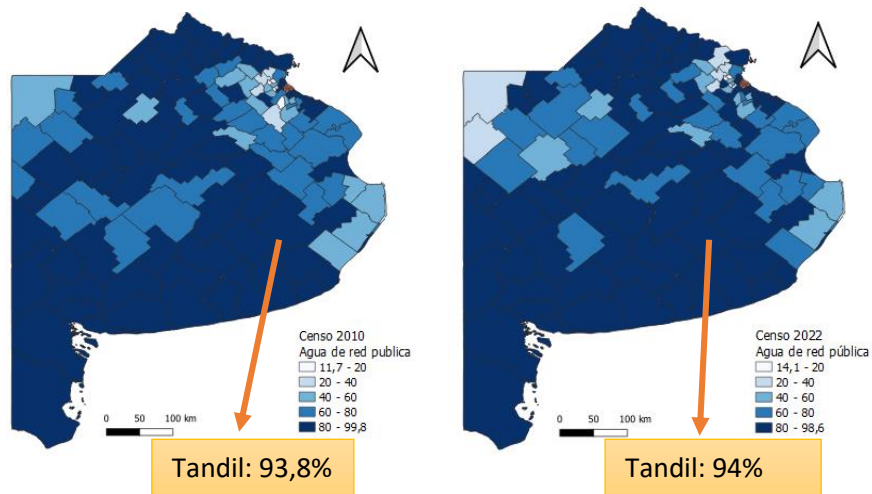 Censo 2010
Agua de red publica
11,7 - 20
20 - 40
40 - 60
60 - 80
80 - 99,8
0 50 100 km
Tandil: 93,8%
Censo 2022
Agua de red pública
14,1 - 20
20 - 40
40 - 60
60 - 80
80 - 98,6
0 50 100 km
Tandil: 94%